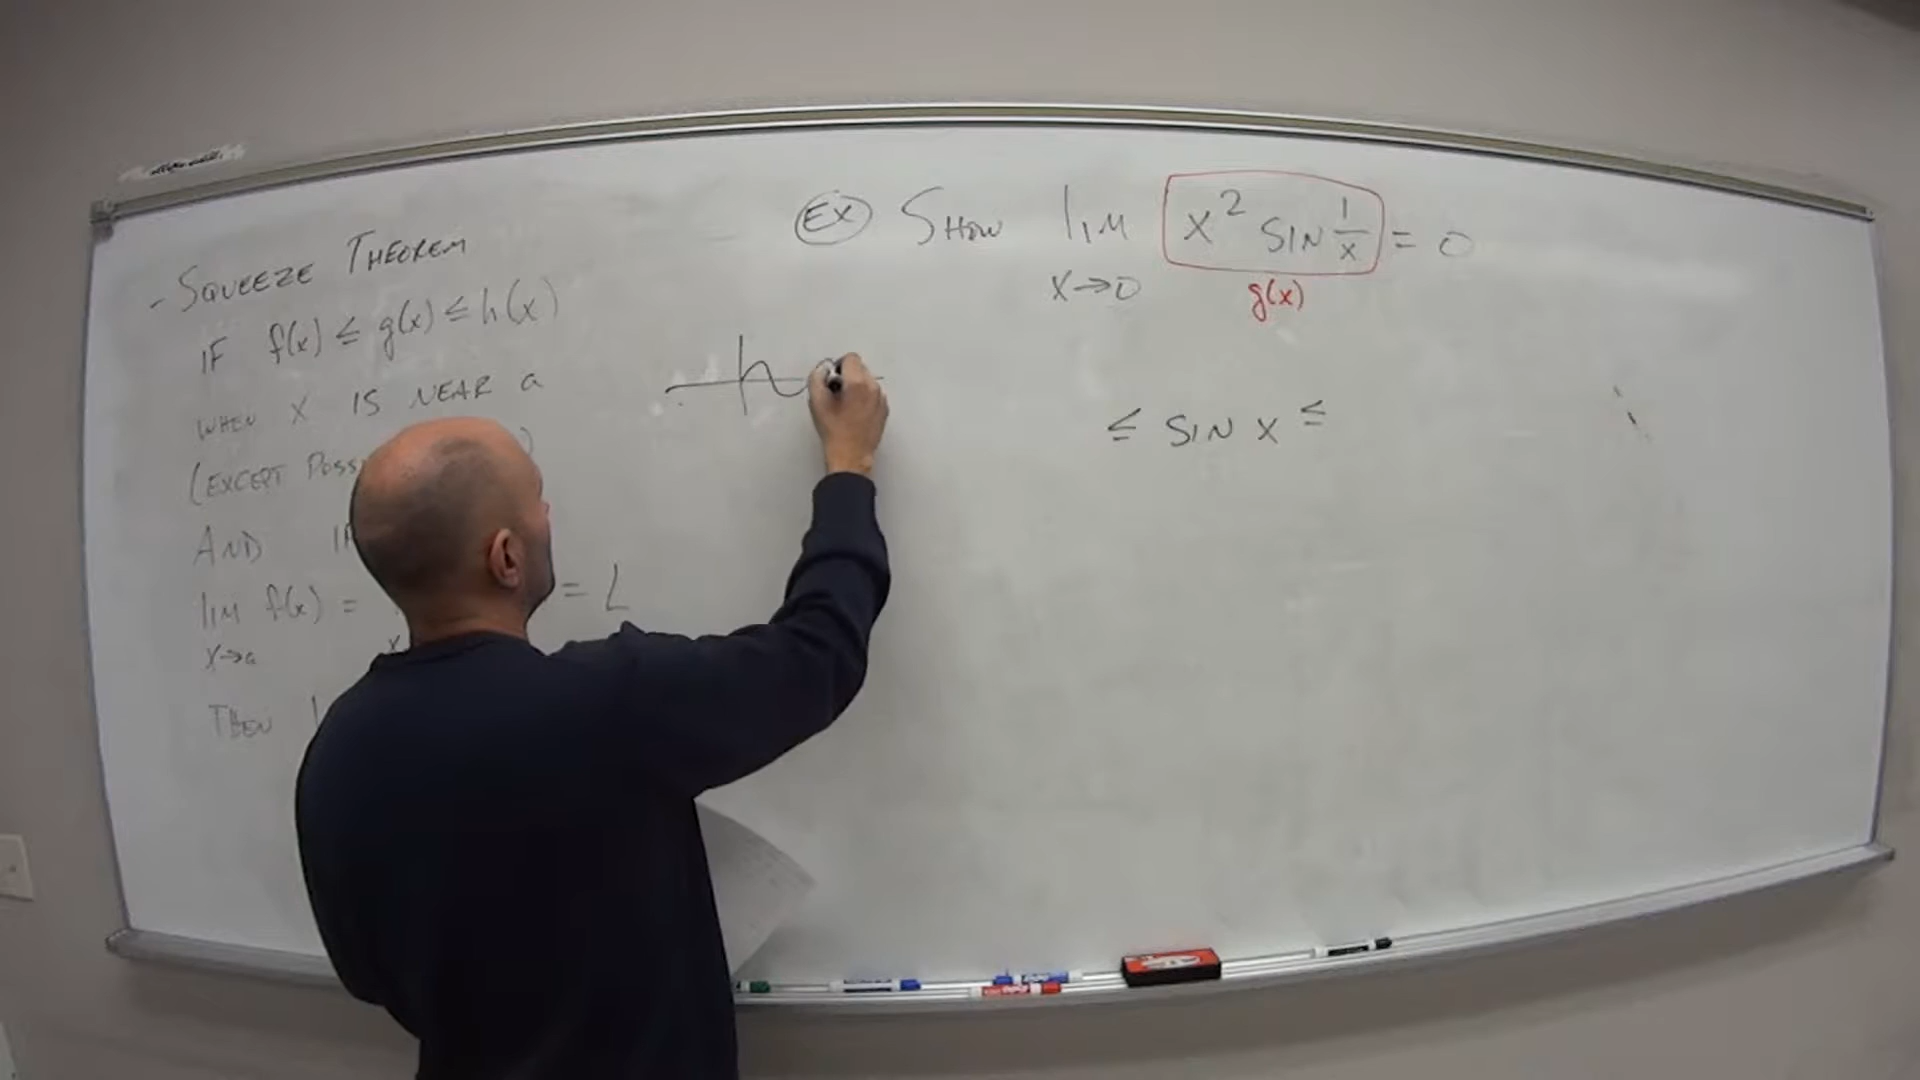 - SQUEEZE THEOREM
IF f(x) ≤ g(x) ≤ h(x)
WHEN X IS NEAR a
(EXCEPT )
AND IF
lim f(x) = = L
x→a
THEN
EX SHOW lim x² SIN 1/x = 0
x→0 g(x)
≤ SIN x ≤